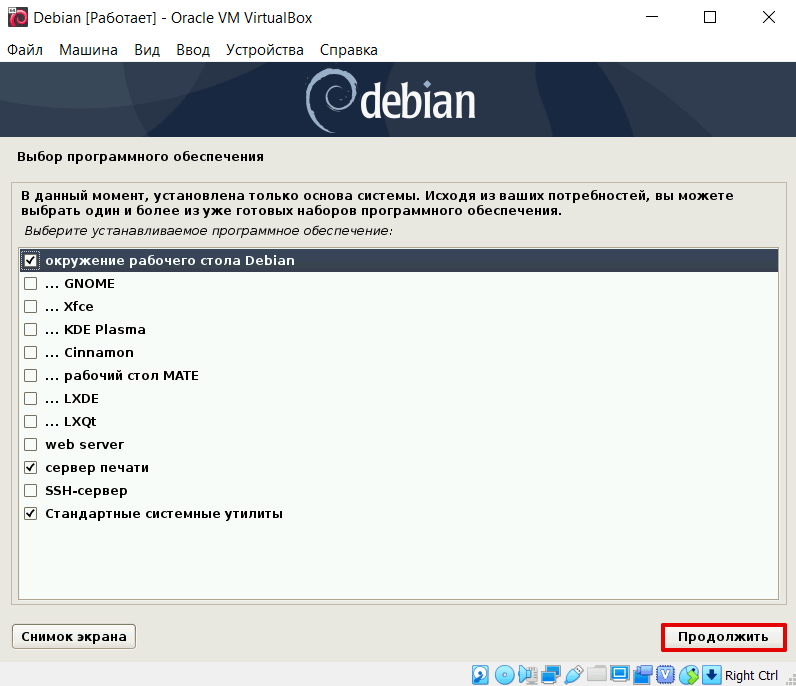 Debian [Работает] - Oracle VM VirtualBox
Файл Машина Вид Ввод Устройства Справка
debian
Выбор программного обеспечения
В данный момент, установлена только основа системы. Исходя из ваших потребностей, вы можете
выбрать один и более из уже готовых наборов программного обеспечения.
Выберите устанавливаемое программное обеспечение:
окружение рабочего стола Debian
... GNOME
... Xfce
... KDE Plasma
... Cinnamon
... рабочий стол MATE
... LXDE
... LXQt
web server
сервер печати
SSH-сервер
Стандартные системные утилиты
Снимок экрана Продолжить
Right Ctrl